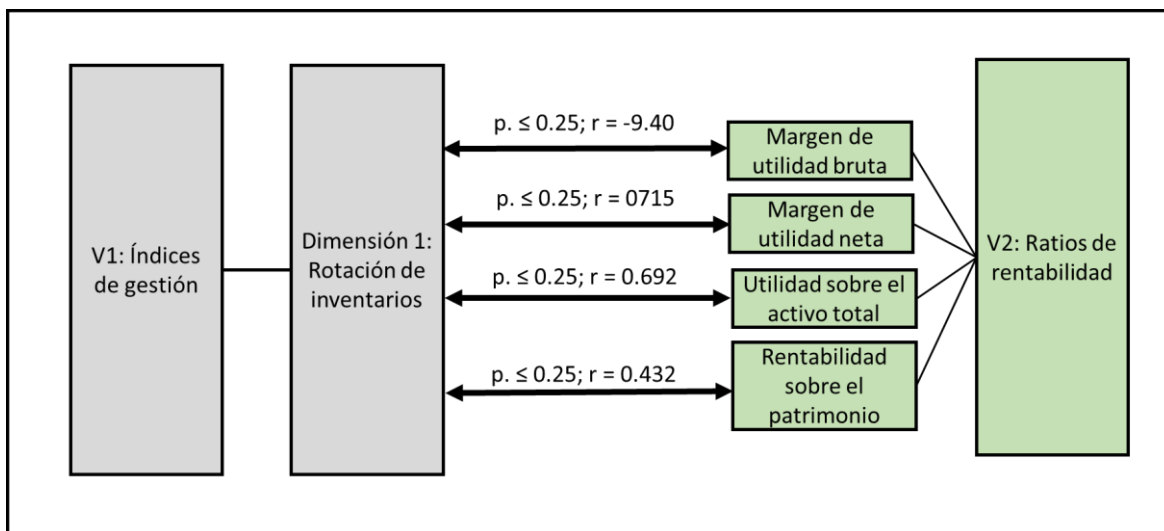 V1: Índices
de gestión
Dimensión 1:
Rotación de
inventarios
p. ≤ 0.25; r = -9.40
Margen de
utilidad bruta
p. ≤ 0.25; r = 0715
Margen de
utilidad neta
p. ≤ 0.25; r = 0.692
Utilidad sobre el
activo total
p. ≤ 0.25; r = 0.432
Rentabilidad
sobre el
patrimonio
V2: Ratios de
rentabilidad